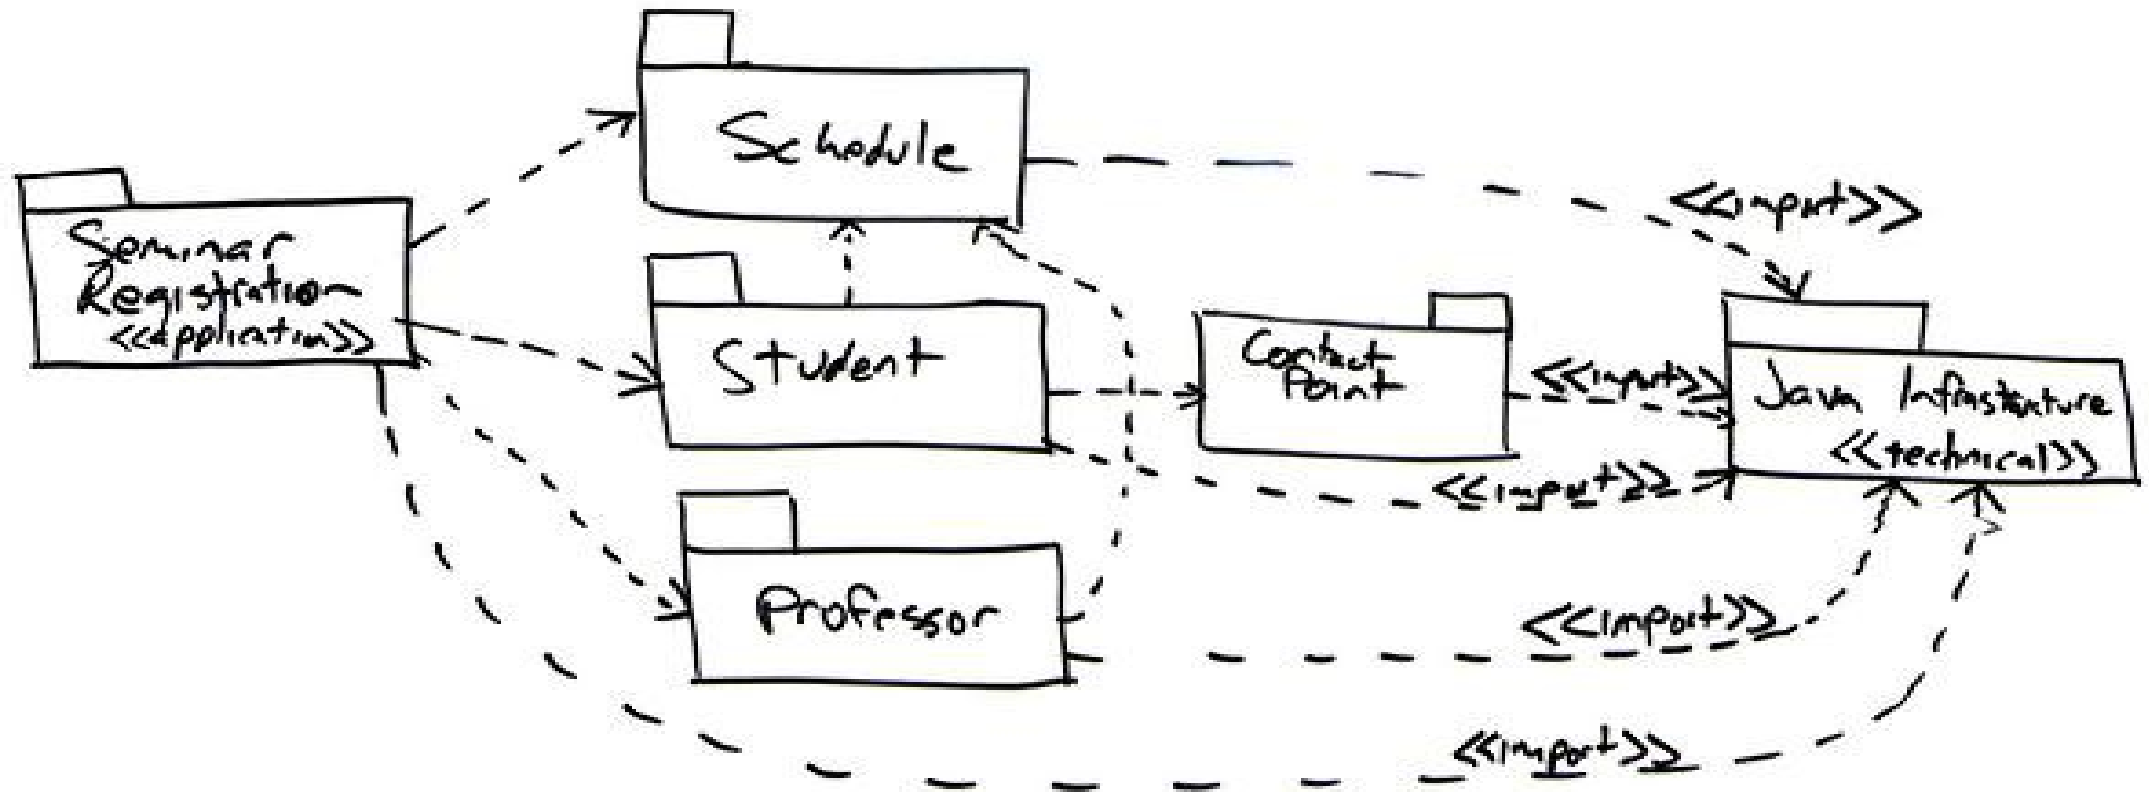 Schedule
<<import>>
Seminar
Registration
<<application>>
Student
Contact
Point
<<import>>
Java Infrastructure
<<technical>>
<<import>>
Professor
<<import>>
<<import>>